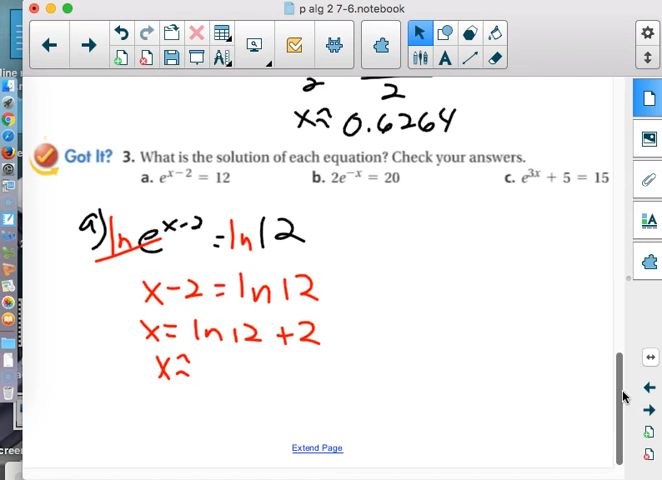 p alg 2 7-6.notebook
2
2
x≈ 0.6264
Got It? 3. What is the solution of each equation? Check your answers.
a. e^{x−2} = 12 b. 2e^{−x} = 20 c. e^{3x} + 5 = 15
a) ln e^{x-2} = ln 12
x-2 = ln 12
x = ln 12 + 2
x≈
Extend Page